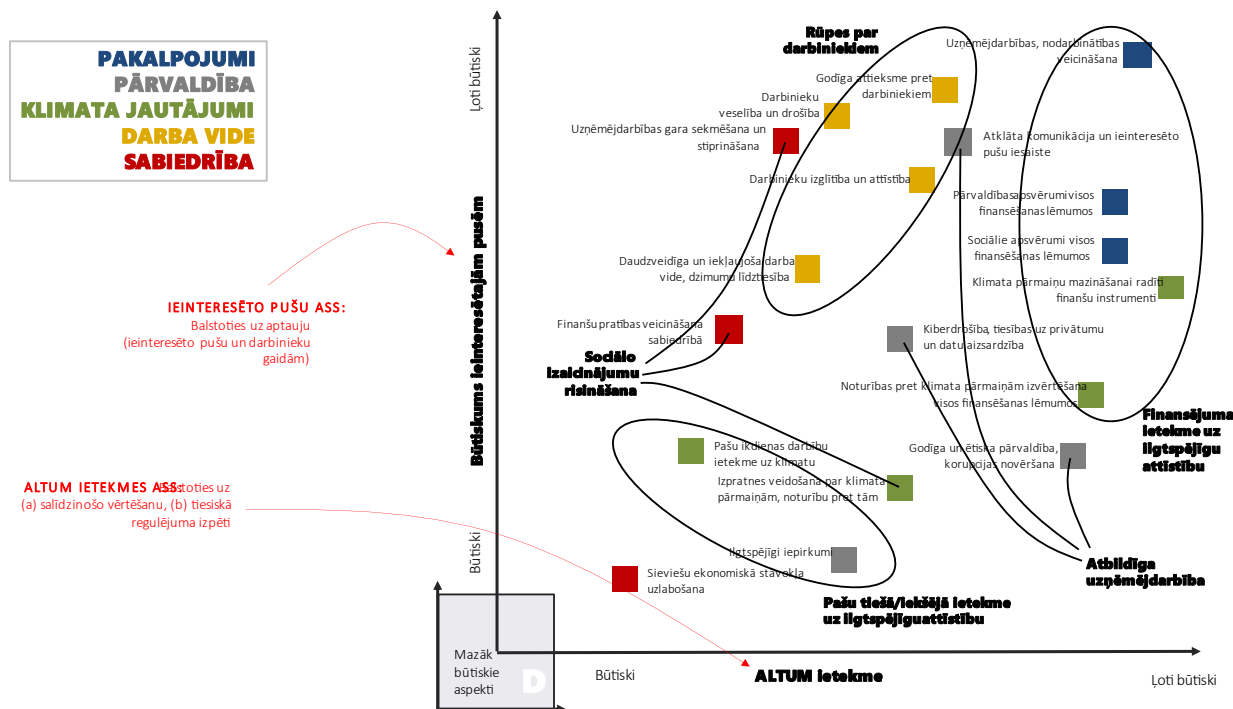 PAKALPOJUMI
PĀRVALDĪBA
KLIMATA JAUTĀJUMI
DARBA VIDE
SABIEDRĪBA
IEINTERESĒTO PUŠU ASS:
Balstoties uz aptauju
(ieinteresēto pušu un darbinieku
gaidām)
ALTUM IETEKMES ASS:
Balstoties uz
(a) salīdzinošo vērtēšanu, (b) tiesiskā
regulējuma izpēti
Ļoti būtiski
Būtiskums ieinteresētajām pusēm
Būtiski
Rūpes par
darbiniekiem
Uzņēmējdarbības, nodarbinātības
veicināšana
Godīga attieksme pret
darbiniekiem
Darbinieku
veselība un drošība
Uzņēmējdarbības gara sekmēšana un
stiprināšana
Atklāta komunikācija un ieinteresēto
pušu iesaiste
Darbinieku izglītība un attīstība
Pārvaldības apsvērumi visos
finansēšanas lēmumos
Sociālie apsvērumi visos
finansēšanas lēmumos
Daudzveidīga un iekļaujoša darba
vide, dzimumu līdztiesība
Klimata pārmaiņu mazināšanai radīti
finanšu instrumenti
Finanšu pratības veicināšana
sabiedrībā
Kiberdrošība, tiesības uz privātumu
un datu aizsardzība
Sociālo
izaicinājumu
risināšana
Noturības pret klimata pārmaiņām izvērtēšana
visos finansēšanas lēmumos
Finansējuma
ietekme uz
ilgtspējīgu
attīstību
Pašu ikdienas darbību
ietekme uz klimatu
Godīga un ētiska pārvaldība,
korupcijas novēršana
Izpratnes veidošana par klimata
pārmaiņām, noturību pret tām
Ilgtspējīgi iepirkumi
Sieviešu ekonomiskā stāvokļa
uzlabošana
Atbildīga
uzņēmējdarbība
Pašu tiešā/iekšējā ietekme
uz ilgtspējīgu attīstību
Mazāk
būtiskie
aspekti
D
Būtiski
ALTUM ietekme
Ļoti būtiski